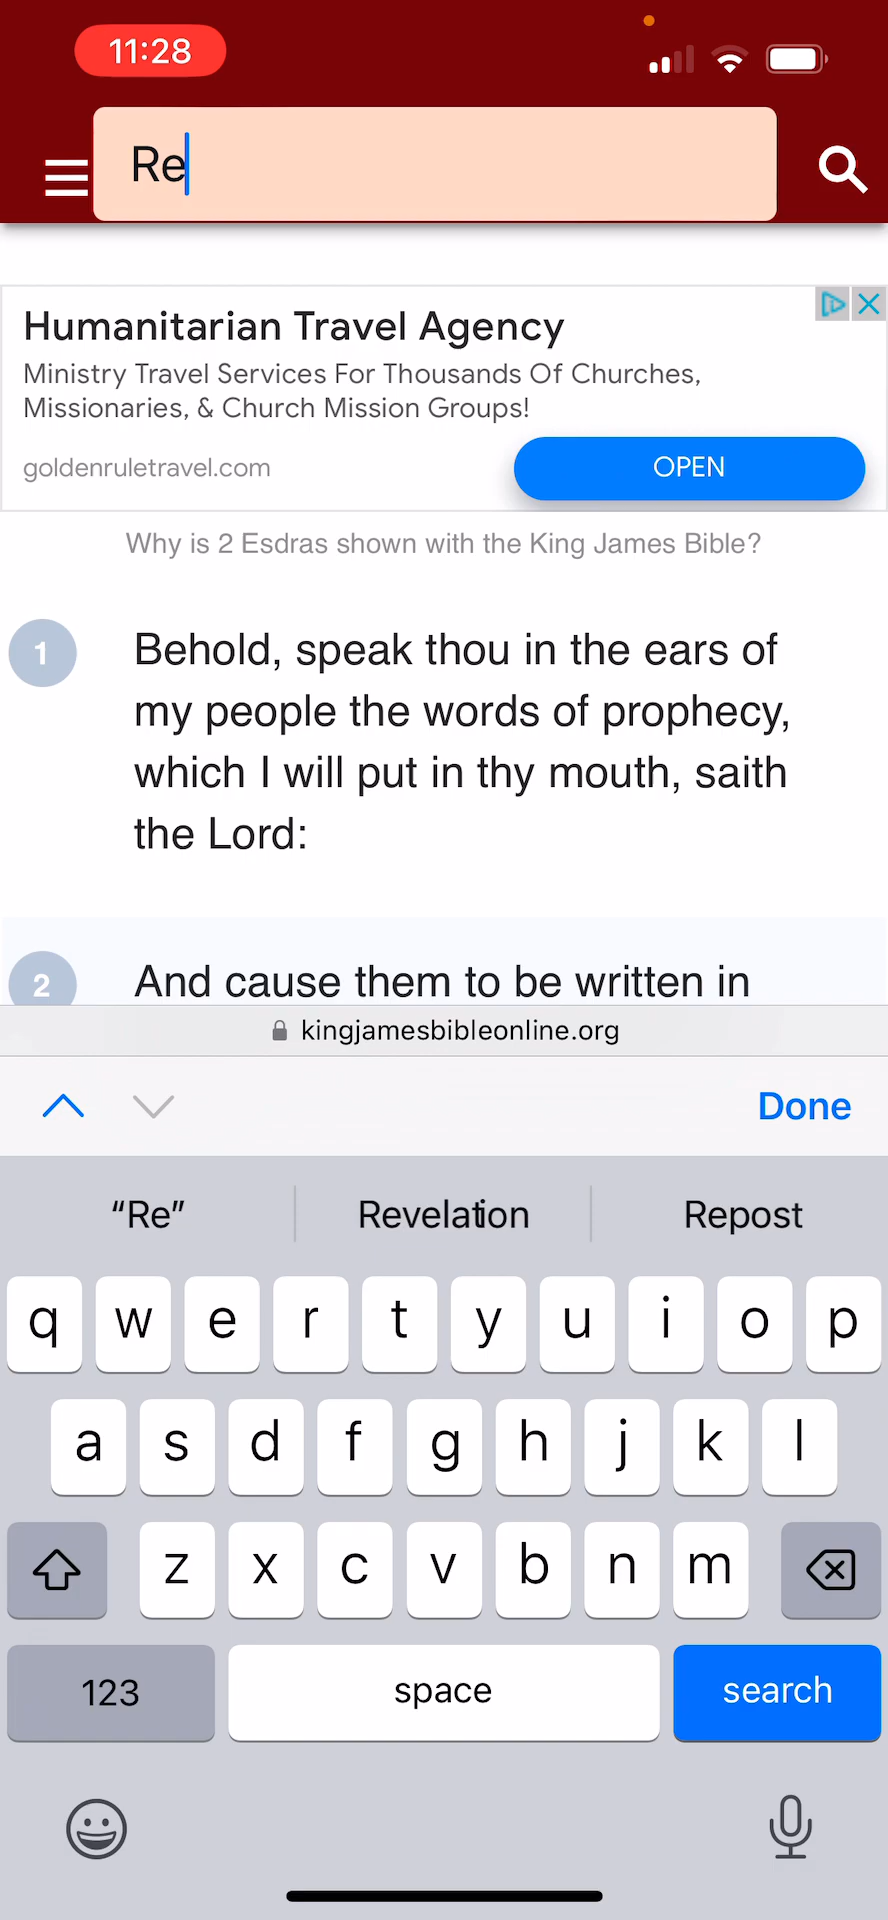 11:28
Re
Humanitarian Travel Agency
Ministry Travel Services For Thousands Of Churches,
Missionaries, & Church Mission Groups!
goldenruletravel.com
OPEN
Why is 2 Esdras shown with the King James Bible?
1 Behold, speak thou in the ears of
my people the words of prophecy,
which I will put in thy mouth, saith
the Lord:
2 And cause them to be written in
kingjamesbibleonline.org
Done
“Re” Revelation Repost
q w e r t y u i o p
a s d f g h j k l
z x c v b n m
123 space search